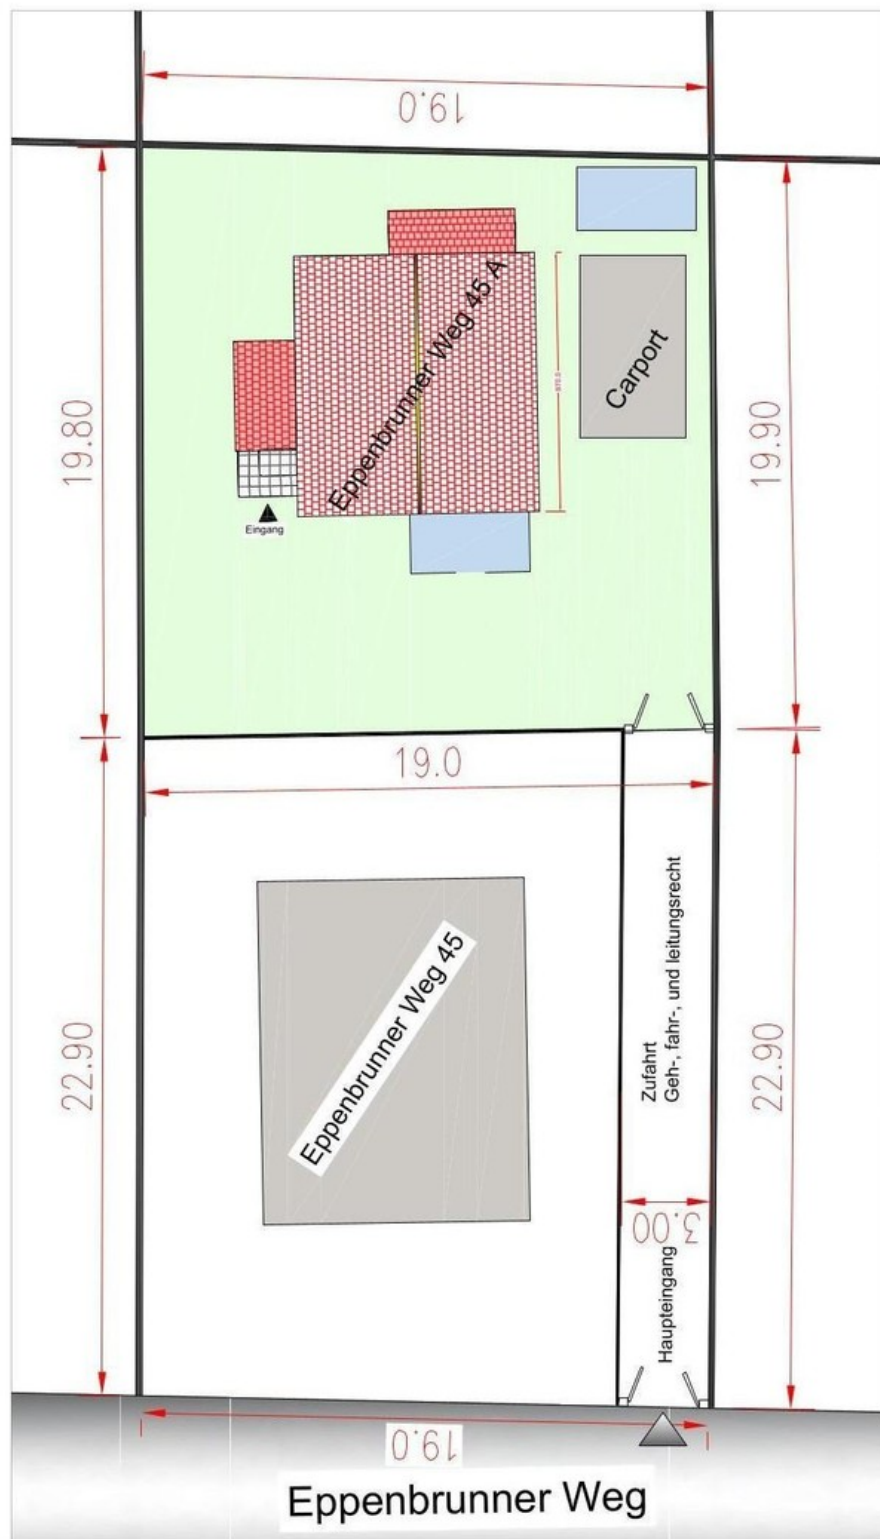 19.0
Eppenbrunner Weg 45 A
Carport
19.80
19.90
Eingang
19.0
Eppenbrunner Weg 45
Zufahrt
Geh-, fahr-, und leitungsrecht
22.90
22.90
3.00
Haupteingang
19.0
Eppenbrunner Weg